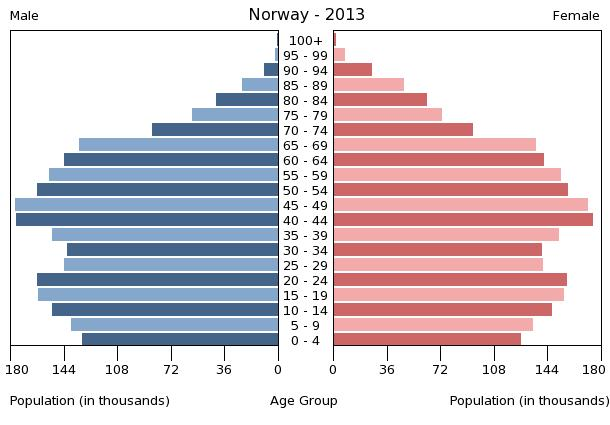 Male Norway - 2013 Female
100+
95 - 99
90 - 94
85 - 89
80 - 84
75 - 79
70 - 74
65 - 69
60 - 64
55 - 59
50 - 54
45 - 49
40 - 44
35 - 39
30 - 34
25 - 29
20 - 24
15 - 19
10 - 14
5 - 9
0 - 4
180 144 108 72 36 0 0 36 72 108 144 180
Population (in thousands) Age Group Population (in thousands)